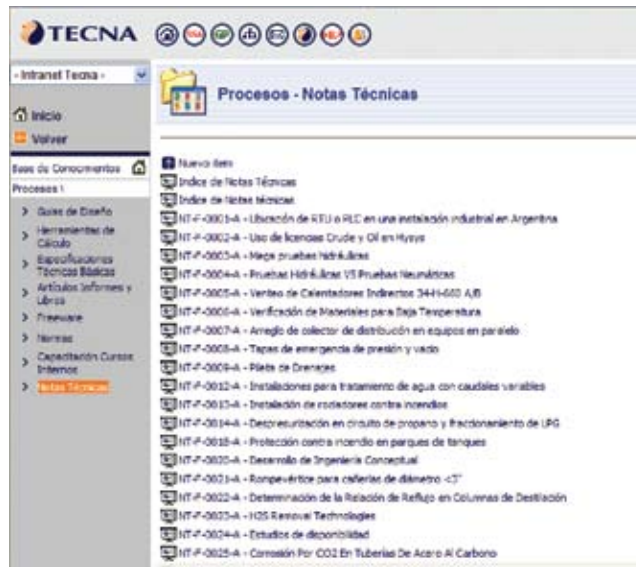 TECNA
- Intranet Tecna -
Inicio
Volver
Base de Conocimientos
Procesos \
Guias de Diseño
Herramientas de
Cálculo
Especificaciones
Técnicas Básicas
Artículos Informes y
Libros
Freeware
Normas
Capacitación Cursos
Internos
Notas Técnicas
Procesos - Notas Técnicas
Nuevo item
Indice de Notas Técnicas
Indice de Notas técnicas
NT-P-0001-A - Ubicación de RTU o PLC en una instalación industrial en Argentina
NT-P-0002-A - Uso de licencias Crude y Oil en Hysys
NT-P-0003-A - Mega pruebas hidráulicas
NT-P-0004-A - Pruebas Hidráulicas VS Pruebas Neumáticas
NT-P-0005-A - Venteo de Calentadores Indirectos 34-H-660 A/B
NT-P-0006-A - Verificación de Materiales para Baja Temperatura
NT-P-0007-A - Arreglo de colector de distribución en equipos en paralelo
NT-P-0008-A - Tapas de emergencia de presión y vacío
NT-P-0009-A - Pileta de Drenajes
NT-P-0012-A - Instalaciones para tratamiento de agua con caudales variables
NT-P-0013-A - Instalación de rociadores contra incendios
NT-P-0014-A - Despresurización en circuito de propano y fraccionamiento de LPG
NT-P-0018-A - Protección contra incendio en parques de tanques
NT-P-0020-A - Desarrollo de Ingeniería Conceptual
NT-P-0021-A - Rompevórtice para cañerías de diámetro <3"
NT-P-0022-A - Determinación de la Relación de Reflujo en Columnas de Destilación
NT-P-0023-A - H2S Removal Technologies
NT-P-0024-A - Estudios de disponibilidad
NT-P-0025-A - Corrosión Por CO2 En Tuberías De Acero Al Carbono